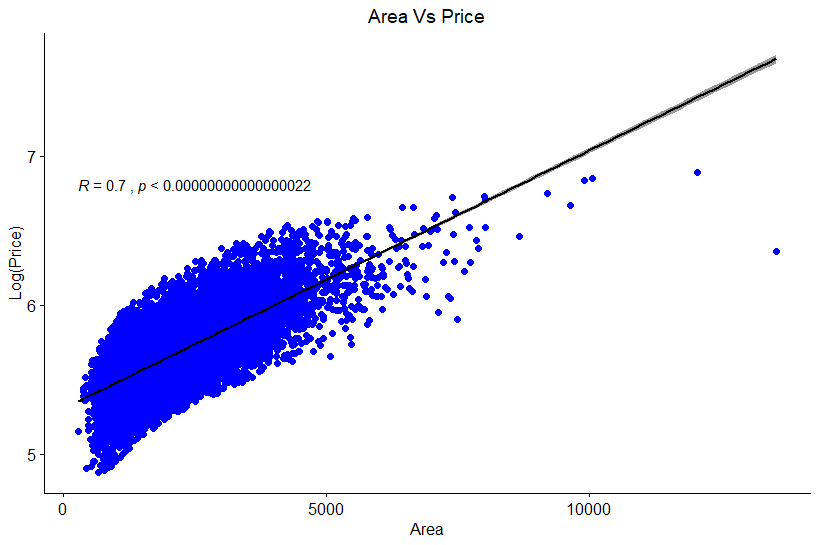 Area Vs Price
R = 0.7 , p < 0.00000000000000022
Log(Price)
7
6
5
0
5000
10000
Area